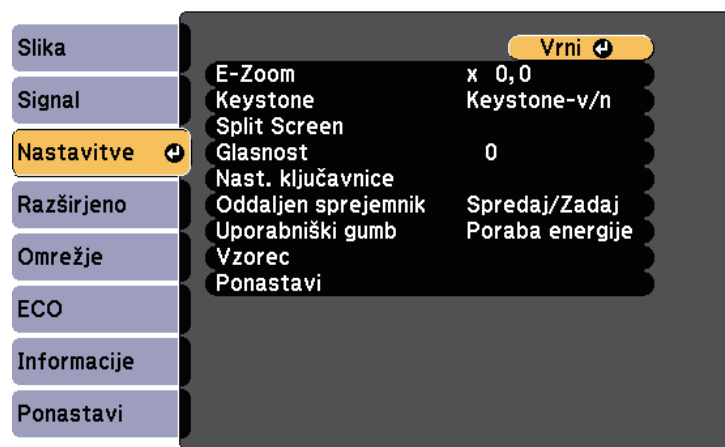 Slika
Signal
Nastavitve
Razširjeno
Omrežje
ECO
Informacije
Ponastavi
Vrni
E-Zoom x 0,0
Keystone Keystone-v/n
Split Screen
Glasnost 0
Nast. ključavnice
Oddaljen sprejemnik Spredaj/Zadaj
Uporabniški gumb Poraba energije
Vzorec
Ponastavi